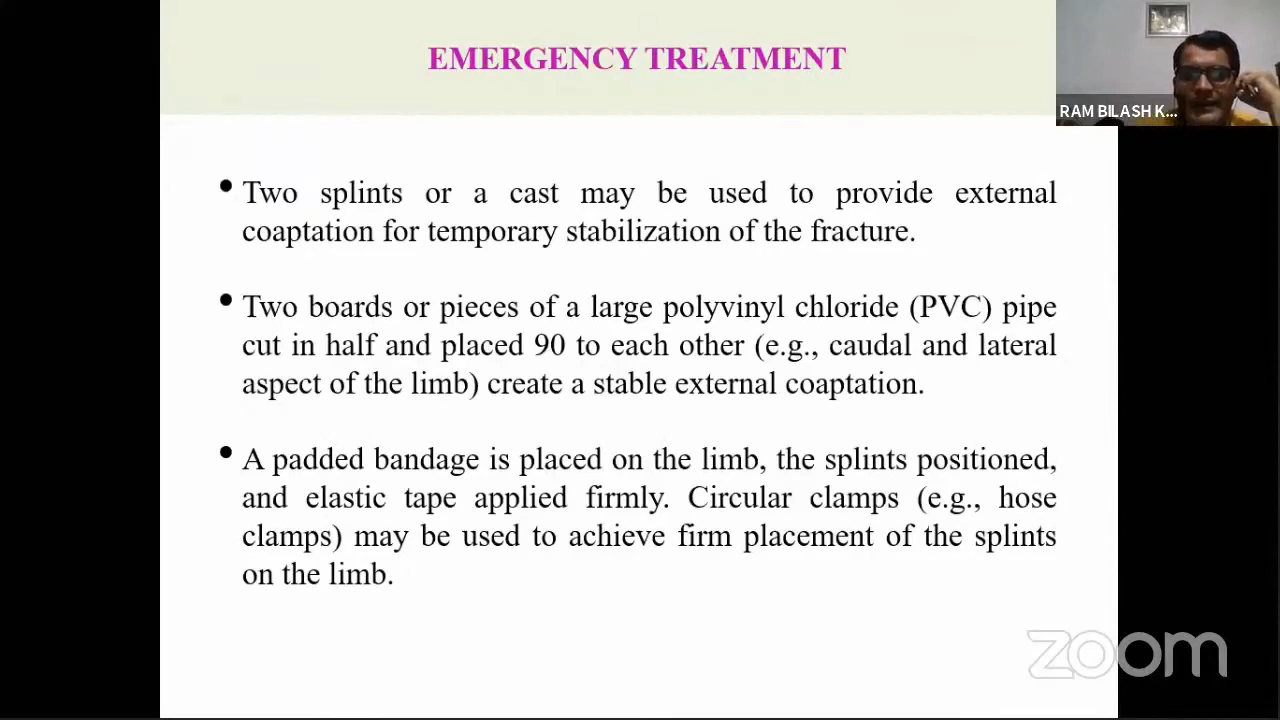 EMERGENCY TREATMENT
RAM BILASH K...
• Two splints or a cast may be used to provide external
coaptation for temporary stabilization of the fracture.
• Two boards or pieces of a large polyvinyl chloride (PVC) pipe
cut in half and placed 90 to each other (e.g., caudal and lateral
aspect of the limb) create a stable external coaptation.
• A padded bandage is placed on the limb, the splints positioned,
and elastic tape applied firmly. Circular clamps (e.g., hose
clamps) may be used to achieve firm placement of the splints
on the limb.
zoom